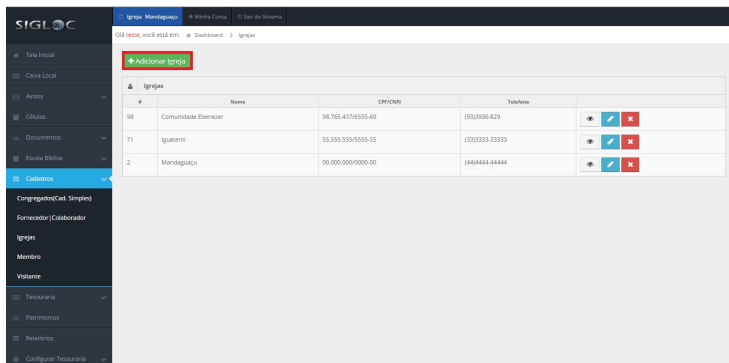 SIGLOC
Igreja: Mandaguaçu
Minha Conta
Sair do Sistema
Olá teste, você está em: Dashboard > Igrejas
Tela Inicial
Caixa Local
Avisos
Células
Documentos
Escola Bíblica
Cadastros
Congregados(Cad. Simples)
Fornecedor|Colaborador
Igrejas
Membro
Visitante
Tesouraria
Patrimonios
Relatórios
Configurar Tesouraria
+ Adicionar Igreja
Igrejas
# Nome CPF/CNPJ Telefone
98 Comunidade Ebenezer 98.765.437/6555-69 (93)3930-829
71 Iguatemi 55.555.555/5555-55 (33)3333-33333
2 Mandaguaçu 00.000.000/0000-00 (44)4444-44444